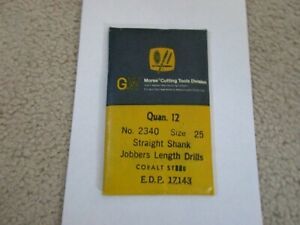 G
Morse Cutting Tools Division
Quan. 12
No. 2340 Size 25
Straight Shank
Jobbers Length Drills
COBALT STEEL
E.D.P. 17143